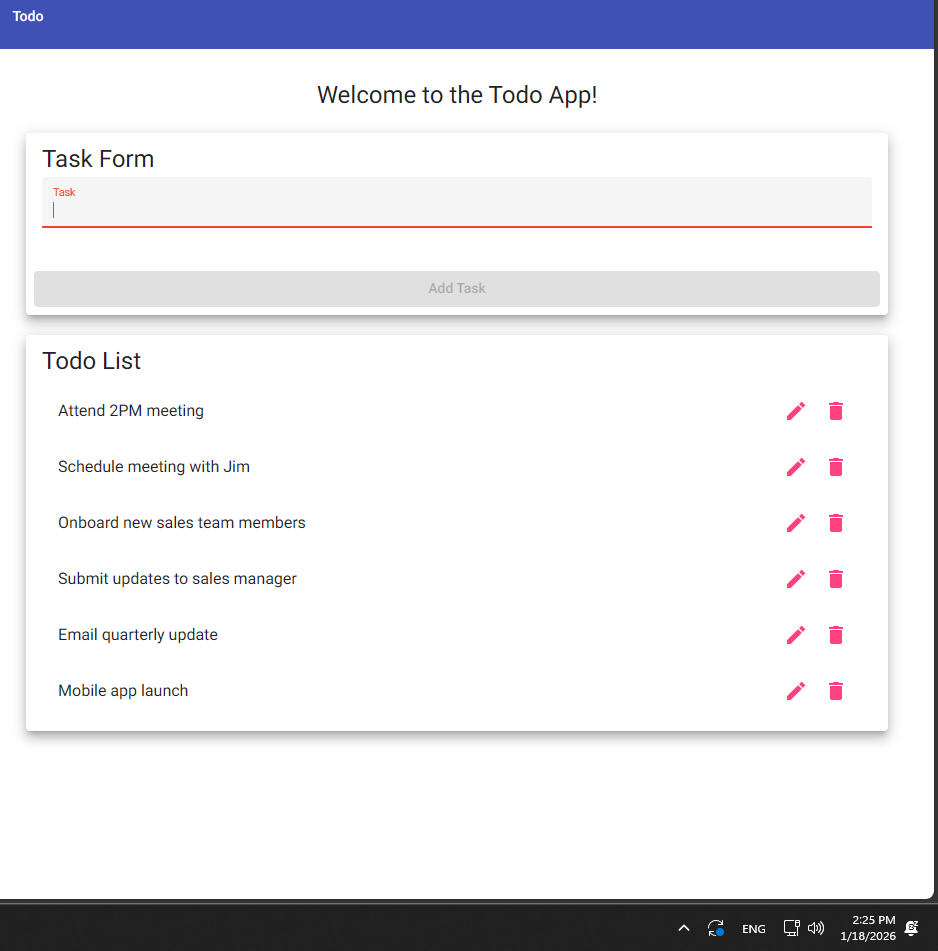 Todo
Welcome to the Todo App!
Task Form
Task
Add Task
Todo List
Attend 2PM meeting
Schedule meeting with Jim
Onboard new sales team members
Submit updates to sales manager
Email quarterly update
Mobile app launch
ENG
2:25 PM
1/18/2026